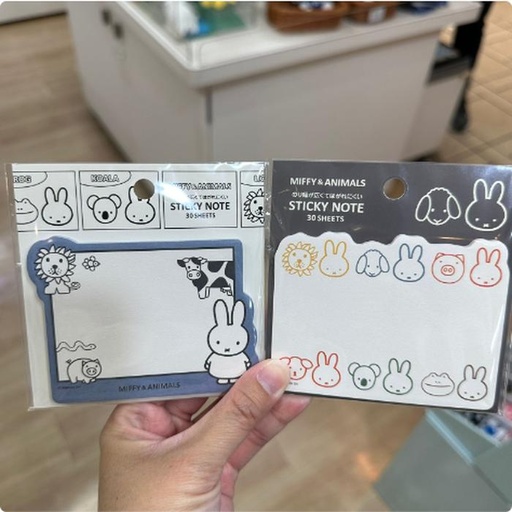 KOALA
MIFFY & ANIMALS
STICKY NOTE
30 SHEETS
MIFFY & ANIMALS
MIFFY & ANIMALS
STICKY NOTE
30 SHEETS